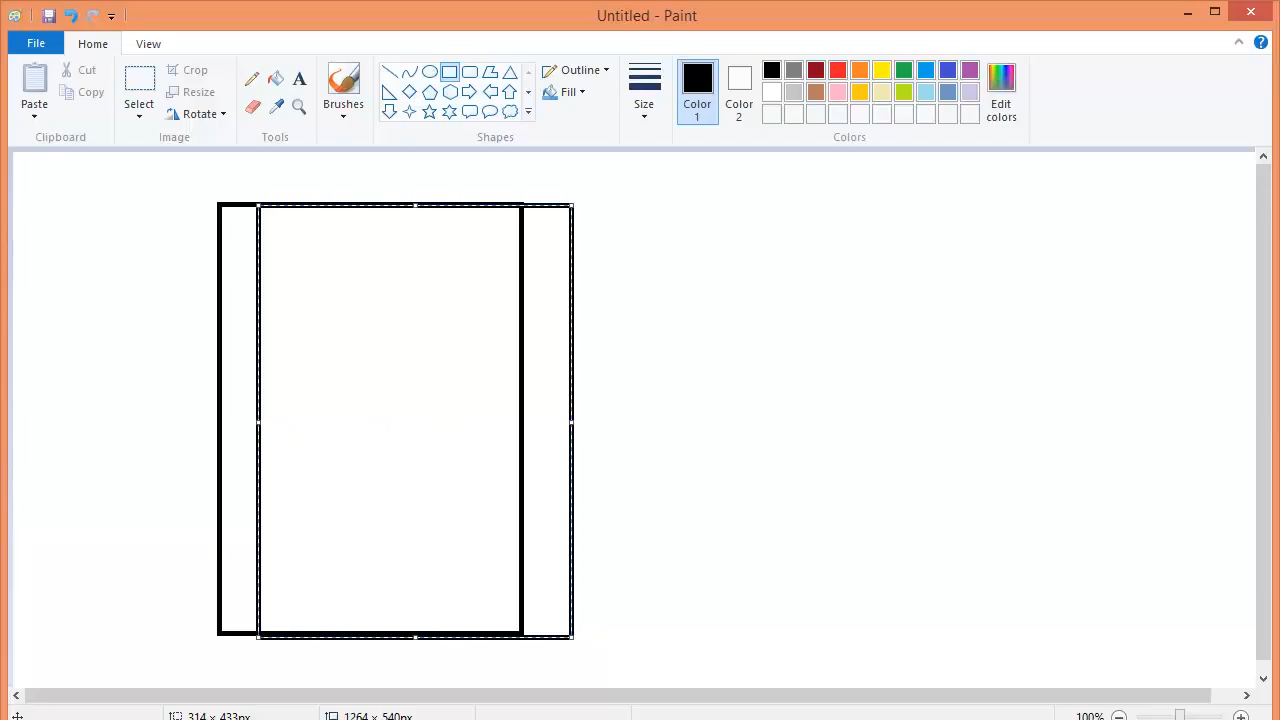 Untitled - Paint
File Home View
Paste
Cut
Copy
Clipboard
Select
Crop
Resize
Rotate
Image
A
Tools
Brushes
Shapes
Outline
Fill
Size
Color 1
Color 2
Edit colors
Colors
314 × 433px
1264 × 540px
100%